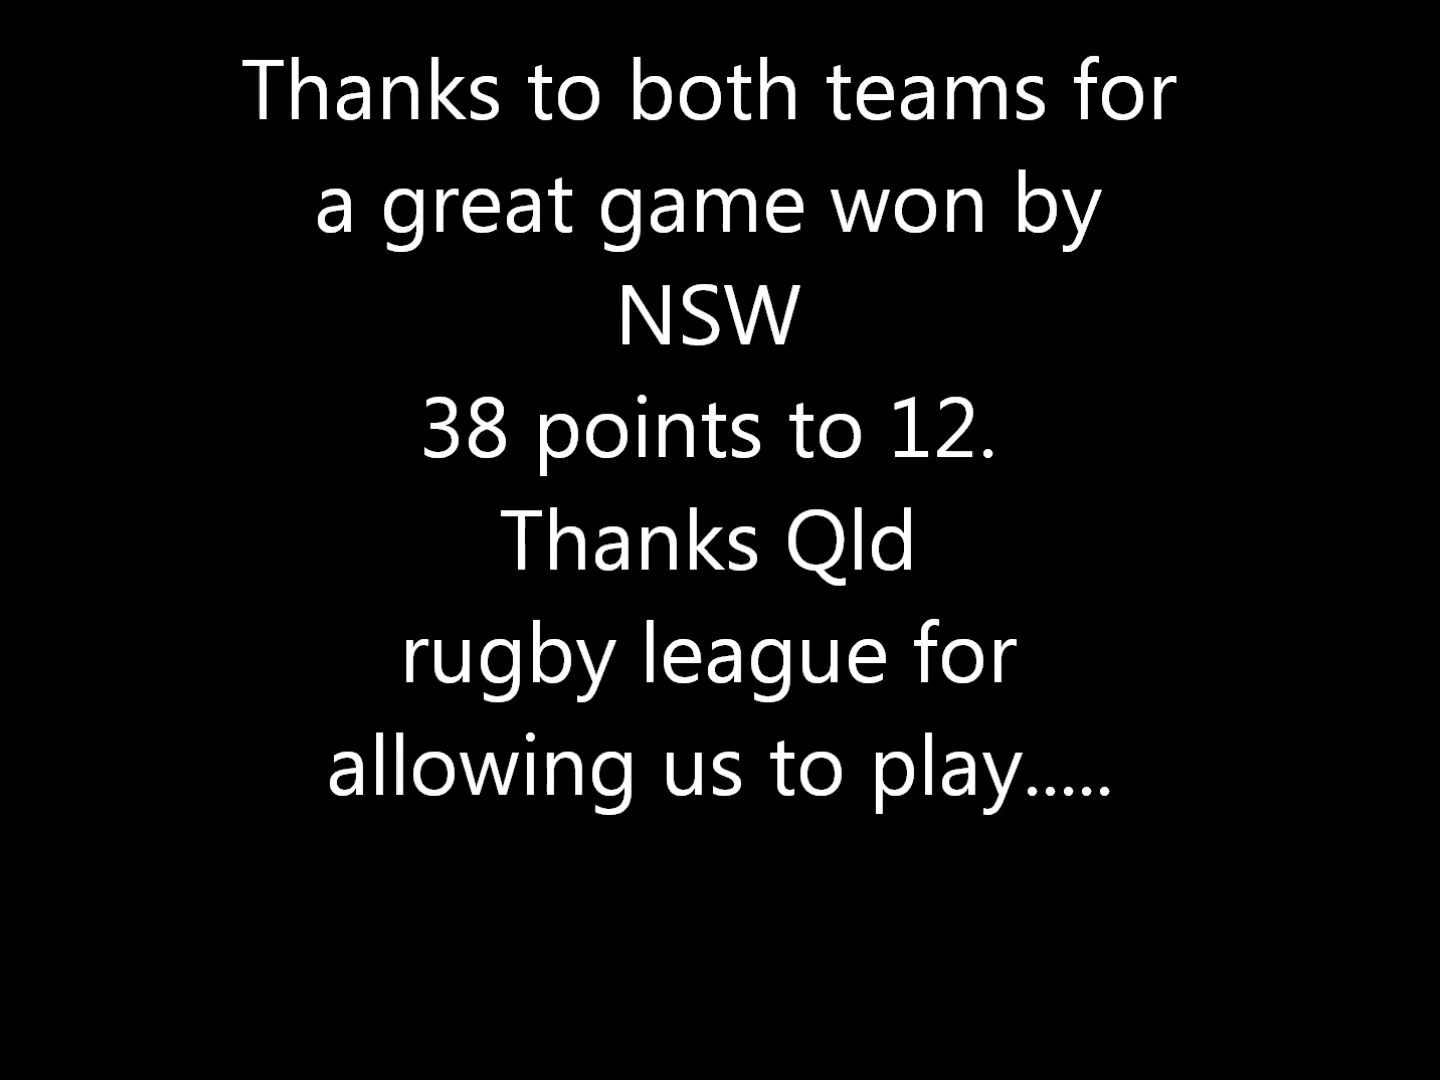 Thanks to both teams for
a great game won by
NSW
38 points to 12.
Thanks Qld
rugby league for
allowing us to play.....